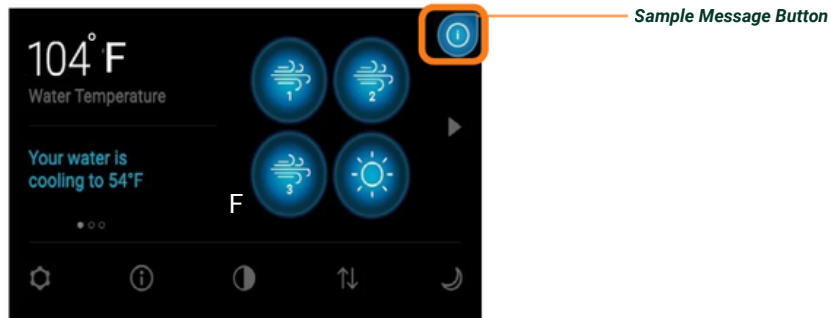 Sample Message Button
104° F
Water Temperature
1
2
Your water is
cooling to 54°F
3
F